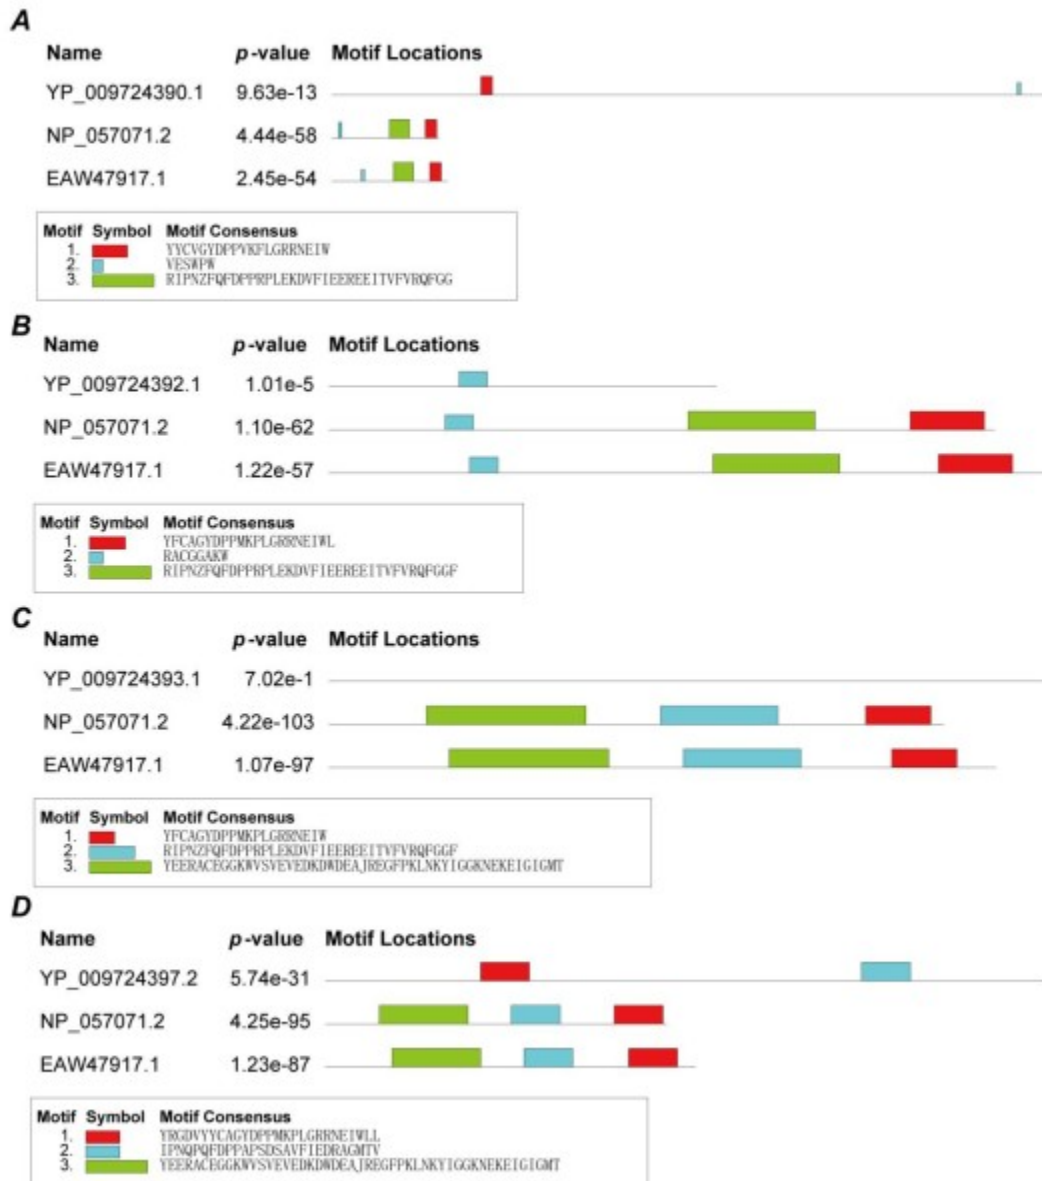 A
Name p-value Motif Locations
YP_009724390.1 9.63e-13
NP_057071.2 4.44e-58
EAW47917.1 2.45e-54
Motif Symbol Motif Consensus
1. YYCVGYDPPVKFLGRRNEIW
2. VESWPW
3. RIPNZFQFDPPRPLEKDVFIEEREEITVFVRQFGG
B
Name p-value Motif Locations
YP_009724392.1 1.01e-5
NP_057071.2 1.10e-62
EAW47917.1 1.22e-57
Motif Symbol Motif Consensus
1. YFCAGYDPPMKPLGRRNEIWL
2. RACGGAKW
3. RIPNZFQFDPPRPLEKDVFIEEREEITVFVRQFGGF
C
Name p-value Motif Locations
YP_009724393.1 7.02e-1
NP_057071.2 4.22e-103
EAW47917.1 1.07e-97
Motif Symbol Motif Consensus
1. YFCAGYDPPMKPLGRRNEIW
2. RIPNZFQFDPPRPLEKDVFIEEREEITVFVRQFGGF
3. YEERACEGGKWVSVEVEDKDWDEAJREGFPKLNKYIGGKNEKEIGIGMT
D
Name p-value Motif Locations
YP_009724397.2 5.74e-31
NP_057071.2 4.25e-95
EAW47917.1 1.23e-87
Motif Symbol Motif Consensus
1. YRGDVYYCAGYDPPMKPLGRRNEIWLL
2. IPNQPQFDPPAPSDSAVFIEDRAGMTV
3. YEERACEGGKWVSVEVEDKDWDEAJREGFPKLNKYIGGKNEKEIGIGMT